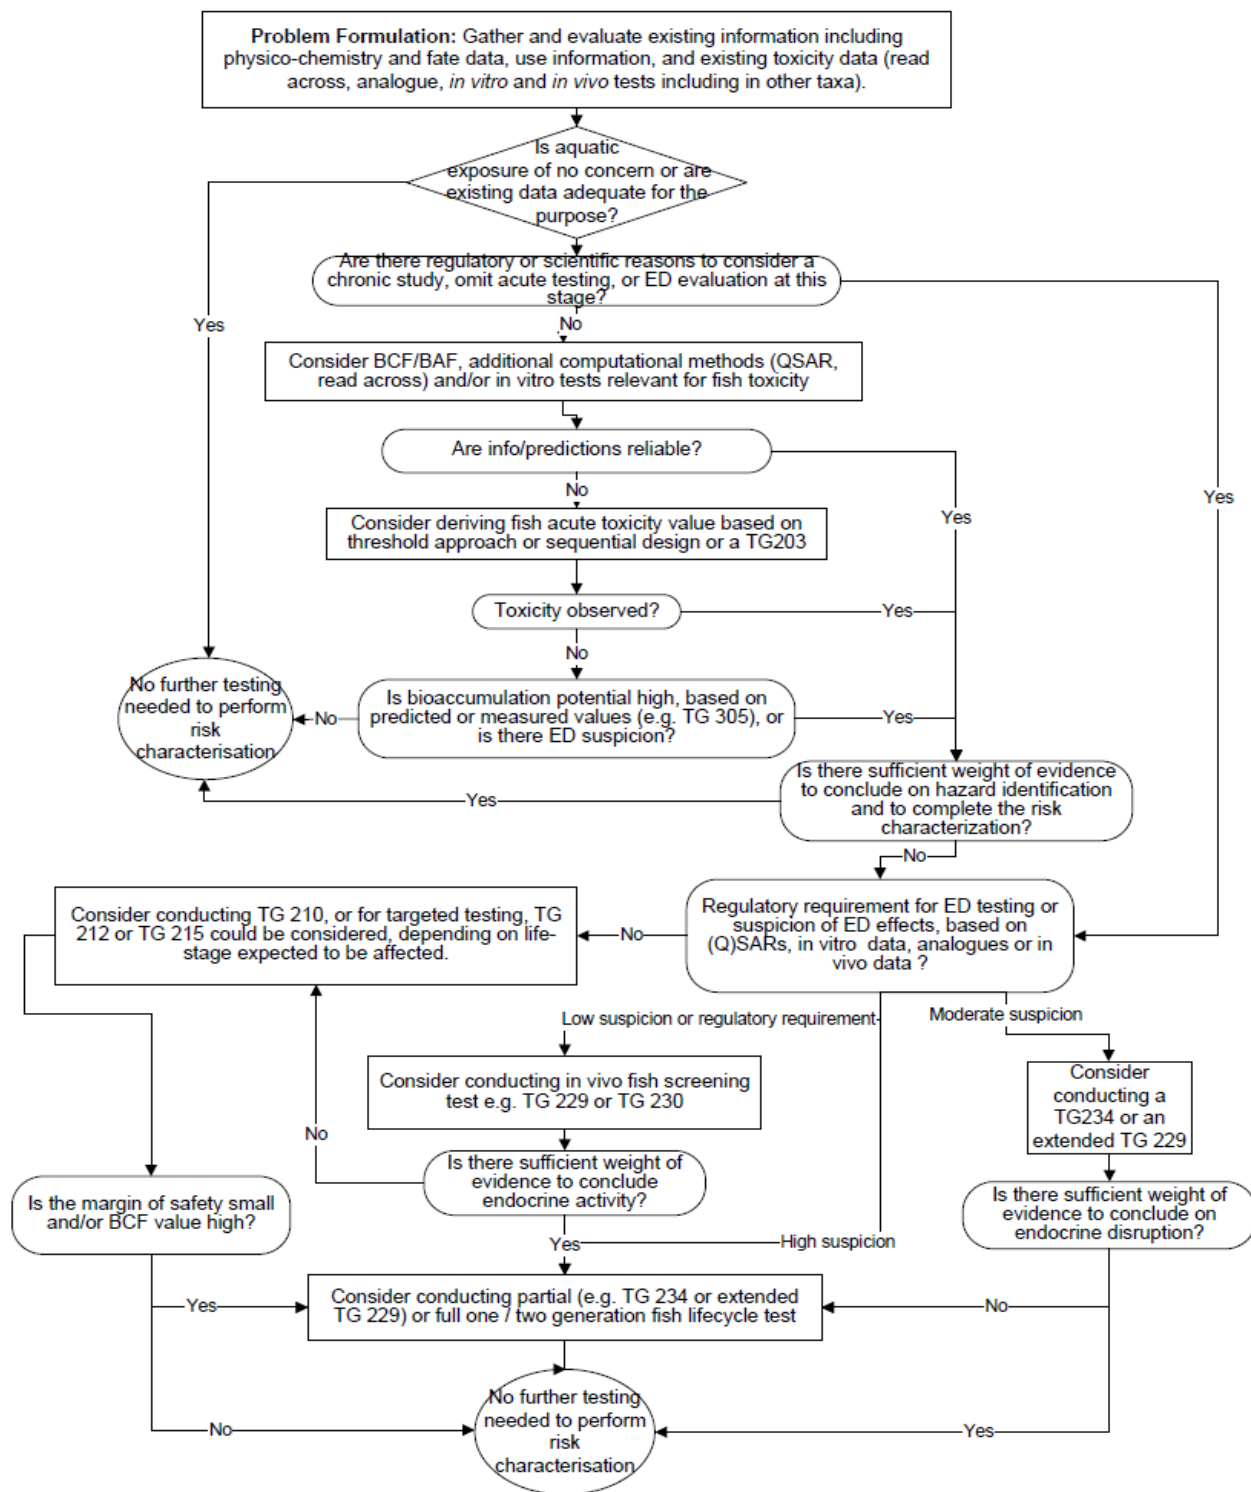 Problem Formulation: Gather and evaluate existing information including
physico-chemistry and fate data, use information, and existing toxicity data (read
across, analogue, in vitro and in vivo tests including in other taxa).
Is
aquatic
exposure of no concern or are
existing data adequate for the
purpose?
Are there regulatory or scientific reasons to consider a
chronic study, omit acute testing, or ED evaluation at this
stage?
Yes
No
Consider BCF/BAF, additional computational methods (QSAR,
read across) and/or in vitro tests relevant for fish toxicity
Are info/predictions reliable?
No
Yes
Yes
Consider deriving fish acute toxicity value based on
threshold approach or sequential design or a TG203
Toxicity observed?
Yes
No
No further testing
needed to perform
risk
characterisation
No
Is bioaccumulation potential high, based on
predicted or measured values (e.g. TG 305), or
is there ED suspicion?
Yes
Is there sufficient weight of evidence
to conclude on hazard identification
and to complete the risk
characterization?
Yes
No
Consider conducting TG 210, or for targeted testing, TG
212 or TG 215 could be considered, depending on life-
stage expected to be affected.
No
Regulatory requirement for ED testing or
suspicion of ED effects, based on
(Q)SARs, in vitro data, analogues or in
vivo data ?
Low suspicion or regulatory requirement
Moderate suspicion
Consider conducting in vivo fish screening
test e.g. TG 229 or TG 230
Consider
conducting a
TG234 or an
extended TG 229
No
Is there sufficient weight of
evidence to conclude
endocrine activity?
Is the margin of safety small
and/or BCF value high?
Is there sufficient weight of
evidence to conclude on
endocrine disruption?
Yes
High suspicion
Yes
Consider conducting partial (e.g. TG 234 or extended
TG 229) or full one / two generation fish lifecycle test
No
No further testing
needed to perform
risk
characterisation
No
Yes